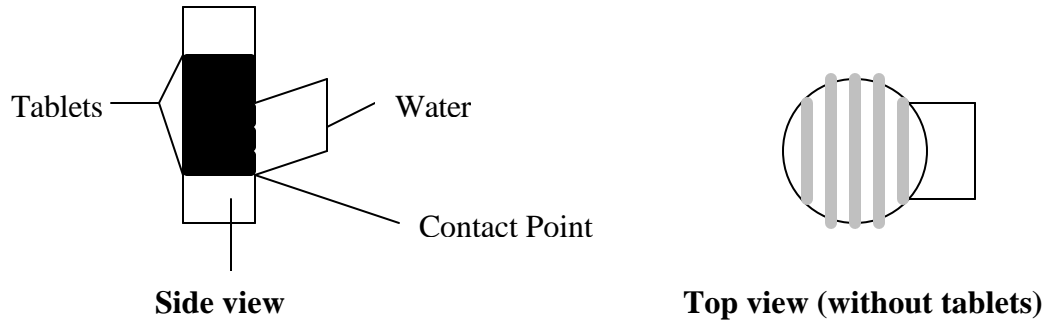 Tablets
Water
Contact Point
Side view
Top view (without tablets)